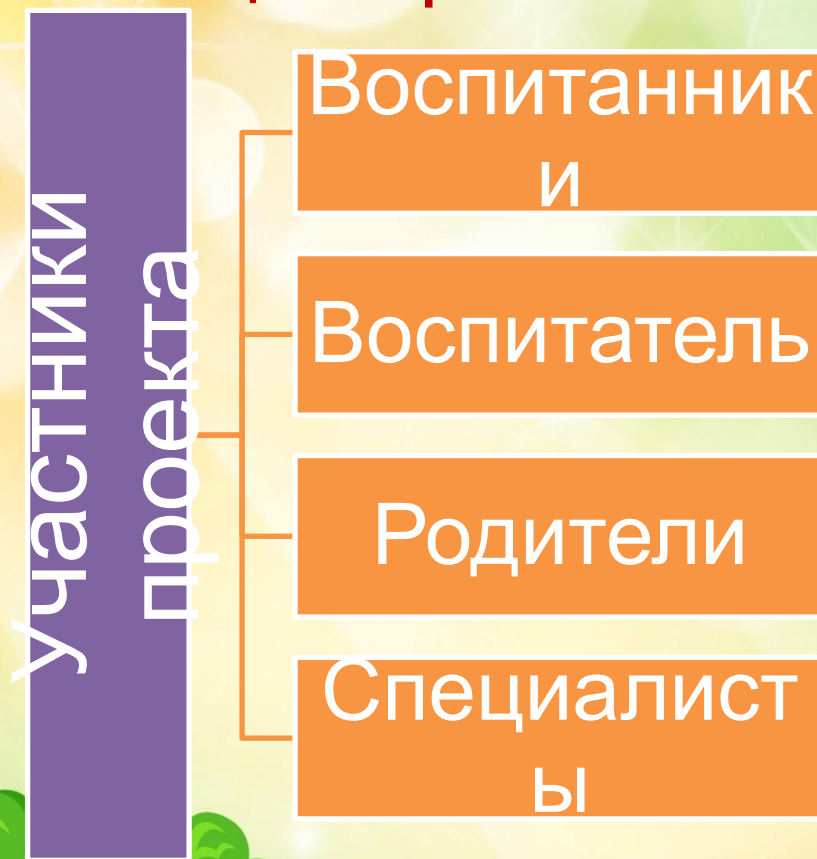 Участники
проекта
Воспитанник
и
Воспитатель
Родители
Специалист
ы